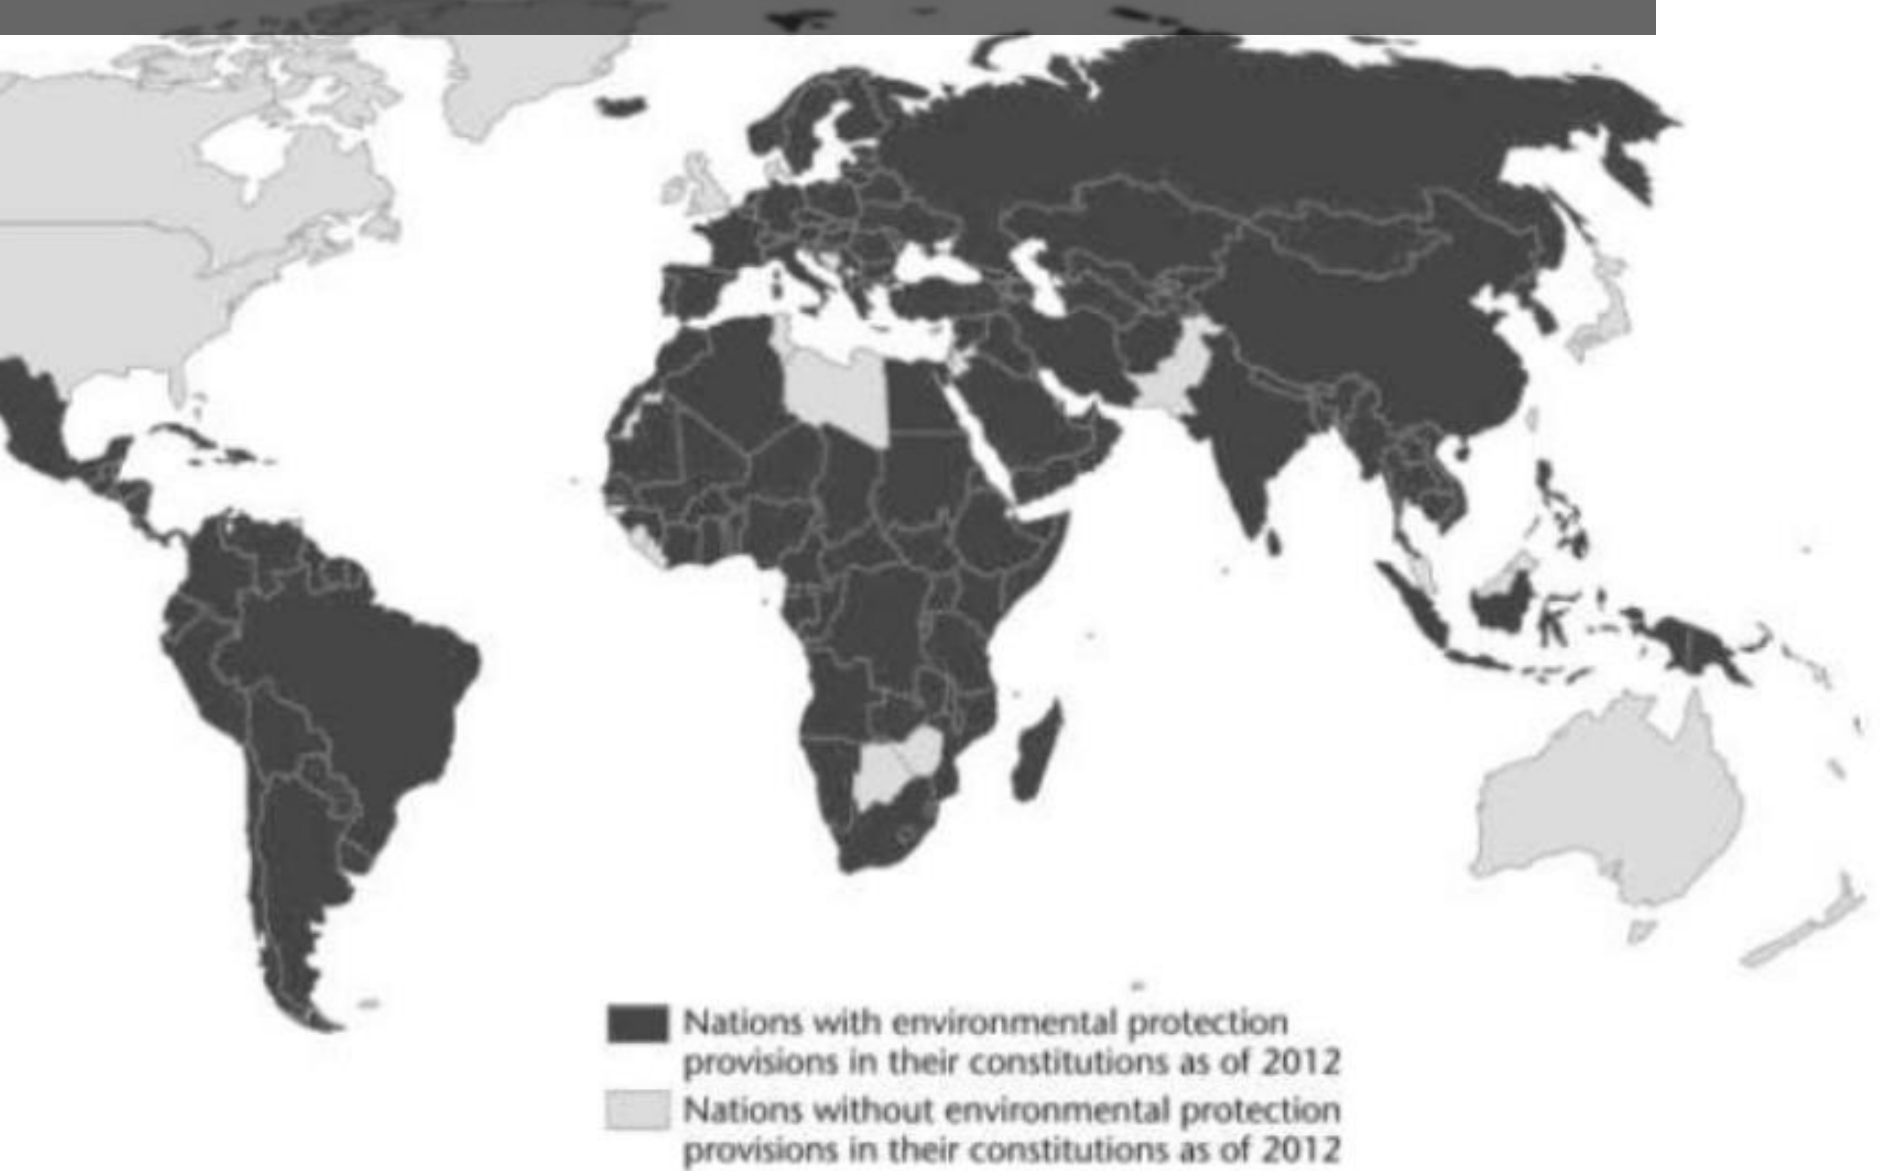 Nations with environmental protection
provisions in their constitutions as of 2012
Nations without environmental protection
provisions in their constitutions as of 2012